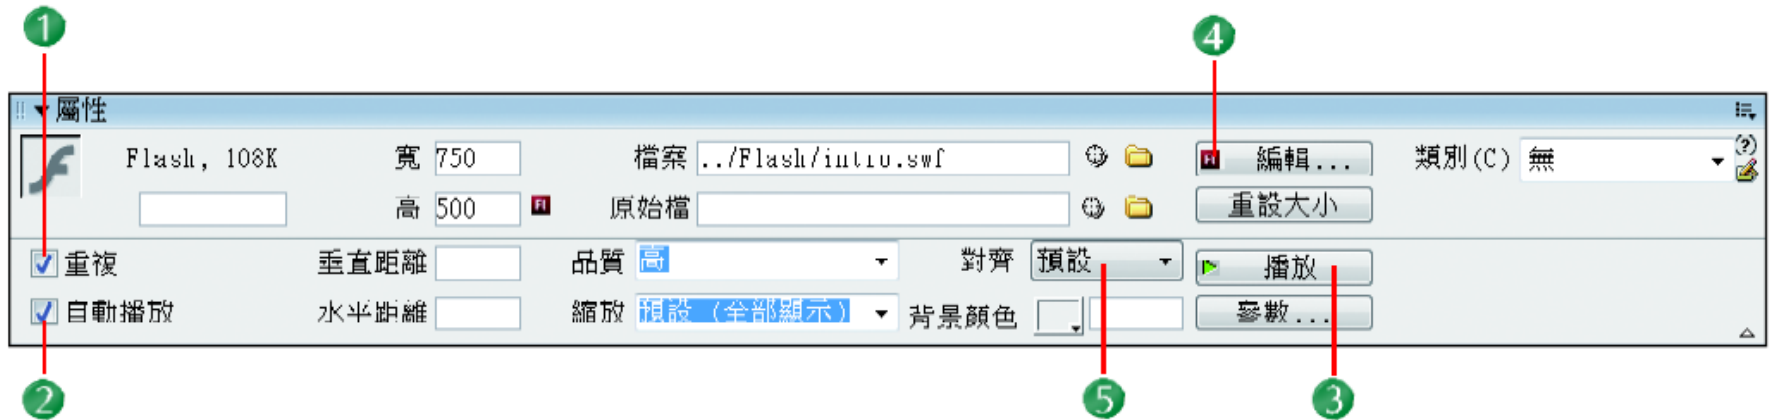 1
4
屬性
Flash, 108K 寬 750 檔案 ../Flash/intro.swf 編輯... 類別(C) 無
高 500 原始檔 重設大小
重複 垂直距離 品質 高 對齊 預設 播放
自動播放 水平距離 縮放 預設 (全部顯示) 背景顏色 參數...
2
5
3